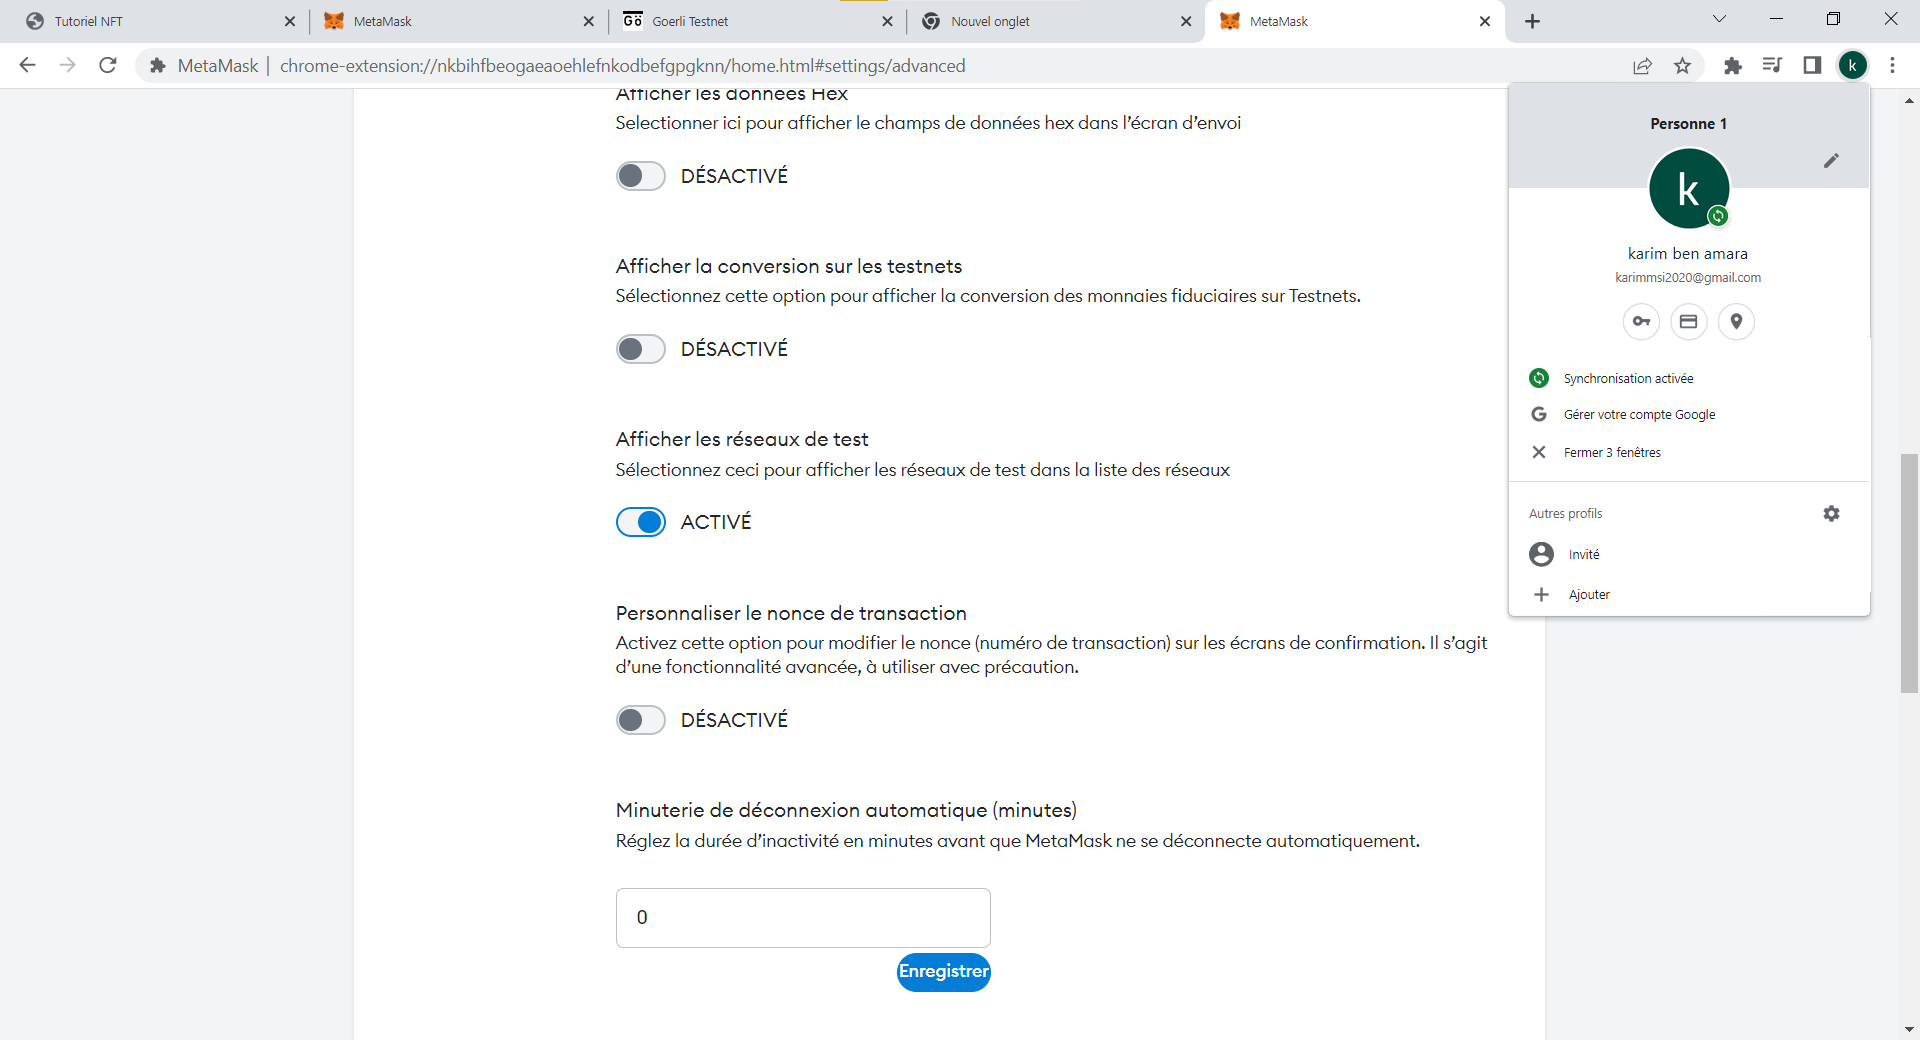 Tutoriel NFT
MetaMask
Gö
Goerli Testnet
Nouvel onglet
MetaMask
MetaMask
chrome-extension://nkbihfbeogaeaoehlefnkodbefgpgknn/home.html#settings/advanced
k
Afficher les données Hex
Selectionner ici pour afficher le champs de données hex dans l’écran d’envoi
DÉSACTIVÉ
Afficher la conversion sur les testnets
Sélectionnez cette option pour afficher la conversion des monnaies fiduciaires sur Testnets.
DÉSACTIVÉ
Afficher les réseaux de test
Sélectionnez ceci pour afficher les réseaux de test dans la liste des réseaux
ACTIVÉ
Personnaliser le nonce de transaction
Activez cette option pour modifier le nonce (numéro de transaction) sur les écrans de confirmation. Il s’agit
d’une fonctionnalité avancée, à utiliser avec précaution.
DÉSACTIVÉ
Minuterie de déconnexion automatique (minutes)
Réglez la durée d’inactivité en minutes avant que MetaMask ne se déconnecte automatiquement.
0
Enregistrer
Personne 1
k
karim ben amara
karimmsi2020@gmail.com
Synchronisation activée
G Gérer votre compte Google
Fermer 3 fenêtres
Autres profils
Invité
Ajouter